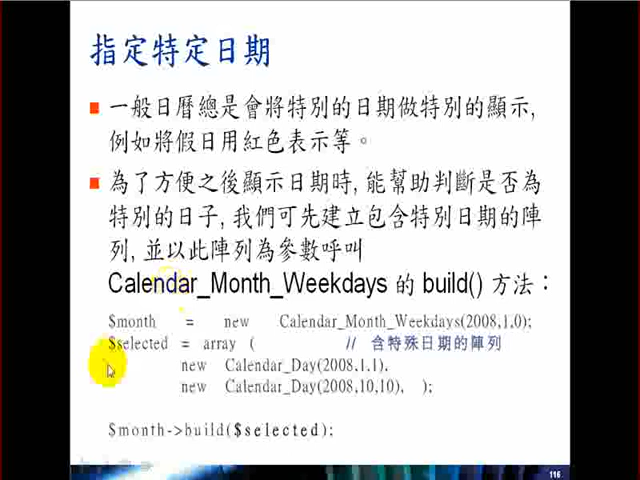 指定特定日期
一般日曆總是會將特別的日期做特別的顯示,
例如將假日用紅色表示等。
為了方便之後顯示日期時, 能幫助判斷是否為
特別的日子, 我們可先建立包含特別日期的陣
列, 並以此陣列為參數呼叫
Calendar_Month_Weekdays 的 build() 方法：
$month = new Calendar_Month_Weekdays(2008,1,0);
$selected = array ( // 含特殊日期的陣列
new Calendar_Day(2008,1,1),
new Calendar_Day(2008,10,10), );
$month->build($selected);
116